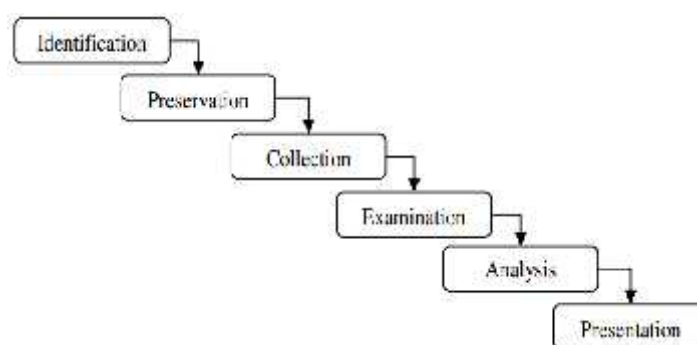 Identification
Preservation
Collection
Examination
Analysis
Presentation